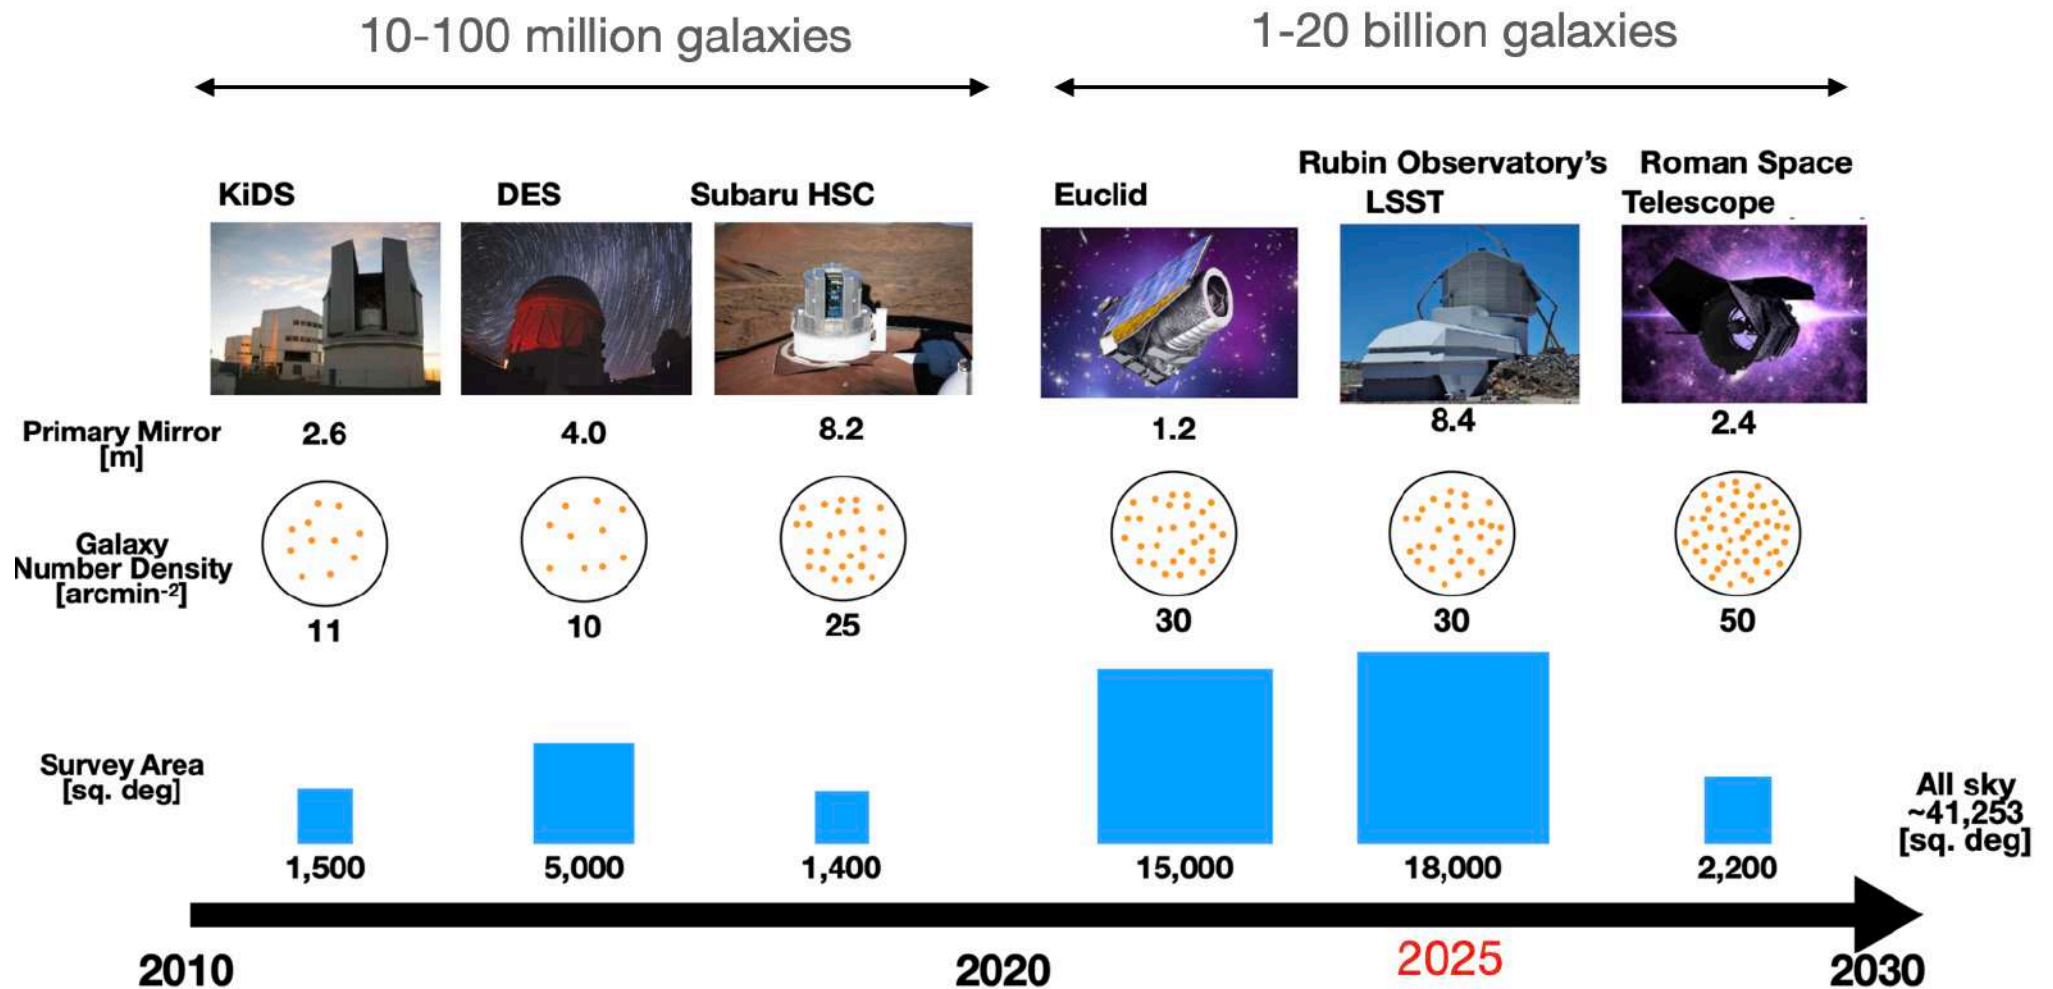 10-100 million galaxies
1-20 billion galaxies
KiDS
DES
Subaru HSC
Euclid
Rubin Observatory's
LSST
Roman Space
Telescope
Primary Mirror
[m]
2.6
4.0
8.2
1.2
8.4
2.4
Galaxy
Number Density
[arcmin-2]
11
10
25
30
30
50
Survey Area
[sq. deg]
1,500
5,000
1,400
15,000
18,000
2,200
All sky
~41,253
[sq. deg]
2010
2020
2025
2030